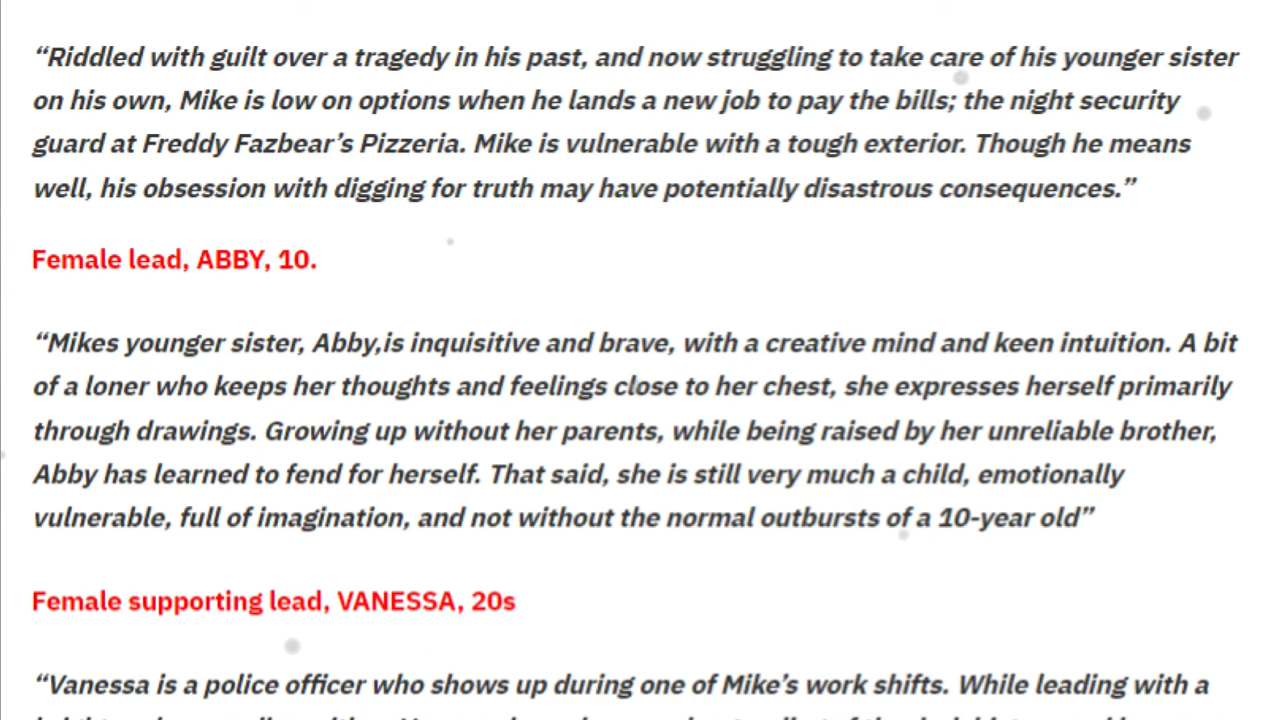 “Riddled with guilt over a tragedy in his past, and now struggling to take care of his younger sister
on his own, Mike is low on options when he lands a new job to pay the bills; the night security
guard at Freddy Fazbear’s Pizzeria. Mike is vulnerable with a tough exterior. Though he means
well, his obsession with digging for truth may have potentially disastrous consequences.”
Female lead, ABBY, 10.
“Mikes younger sister, Abby,is inquisitive and brave, with a creative mind and keen intuition. A bit
of a loner who keeps her thoughts and feelings close to her chest, she expresses herself primarily
through drawings. Growing up without her parents, while being raised by her unreliable brother,
Abby has learned to fend for herself. That said, she is still very much a child, emotionally
vulnerable, full of imagination, and not without the normal outbursts of a 10-year old”
Female supporting lead, VANESSA, 20s
“Vanessa is a police officer who shows up during one of Mike’s work shifts. While leading with a